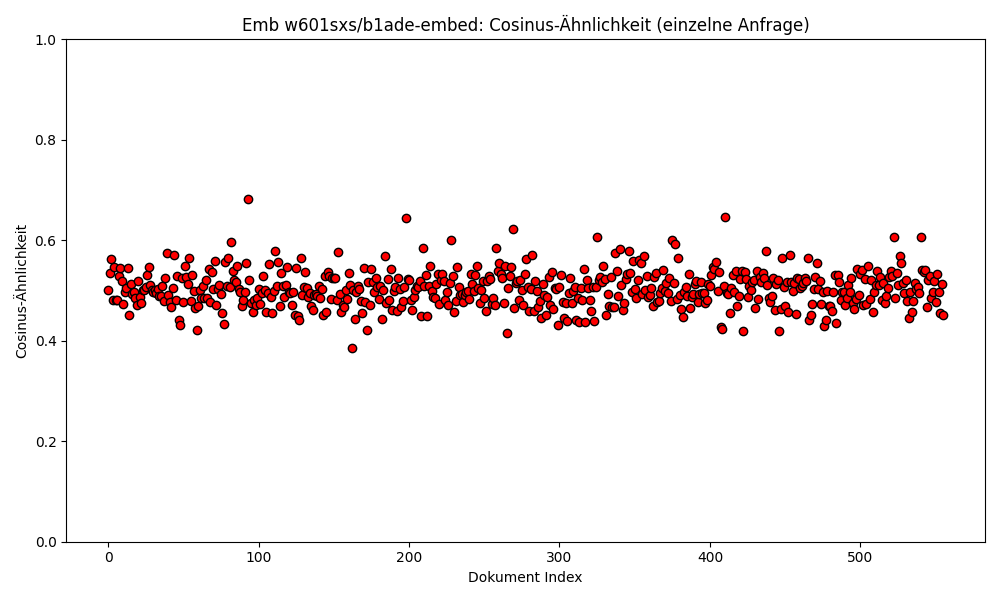 Emb w601sxs/b1ade-embed: Cosinus-Ähnlichkeit (einzelne Anfrage)
1.0
0.8
0.6
0.4
0.2
0.0
Cosinus-Ähnlichkeit
0 100 200 300 400 500
Dokument Index